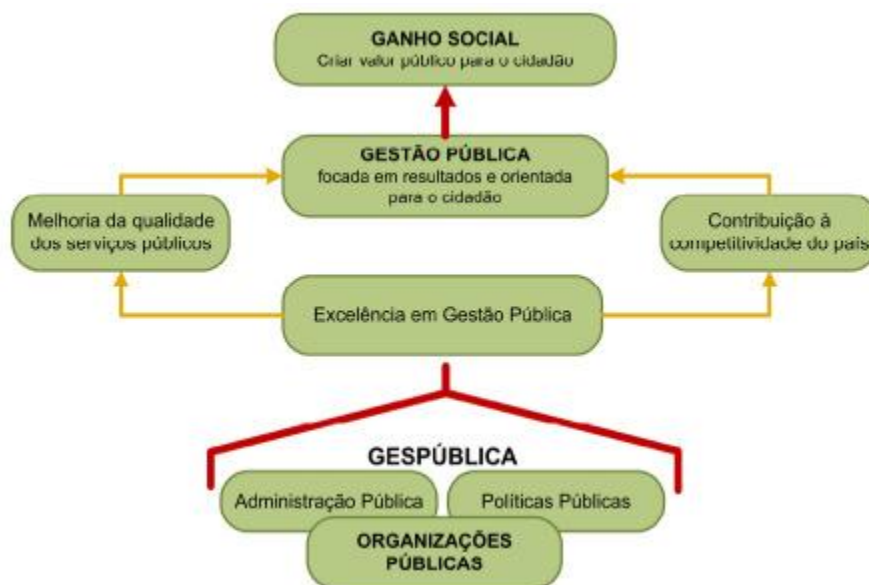 GANHO SOCIAL
Criar valor público para o cidadão
GESTÃO PÚBLICA
focada em resultados e orientada
para o cidadão
Melhoria da qualidade
dos serviços públicos
Contribuição à
competitividade do país
Excelência em Gestão Pública
GESPÚBLICA
Administração Pública
Políticas Públicas
ORGANIZAÇÕES
PÚBLICAS